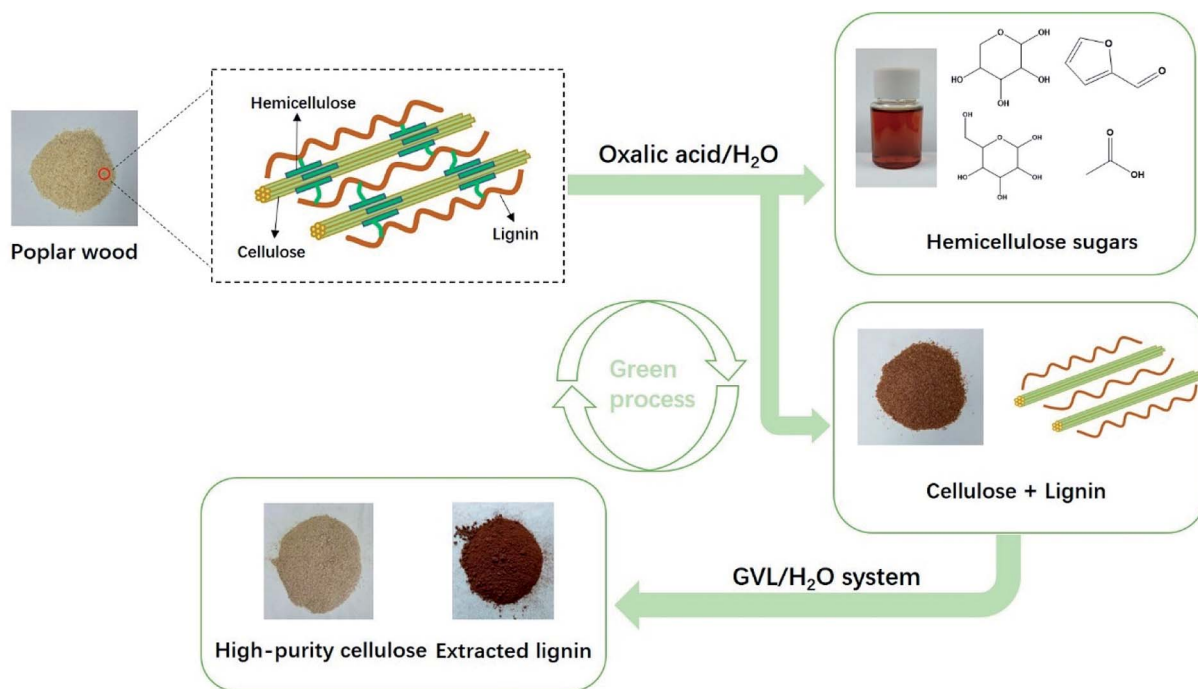 Hemicellulose
Cellulose
Lignin
Poplar wood
Oxalic acid/H₂O
O
OH
HO
OH
OH
O
O
OH
O
OH
HO
OH
OH
O
OH
Hemicellulose sugars
Green
process
Cellulose + Lignin
GVL/H₂O system
High-purity cellulose
Extracted lignin